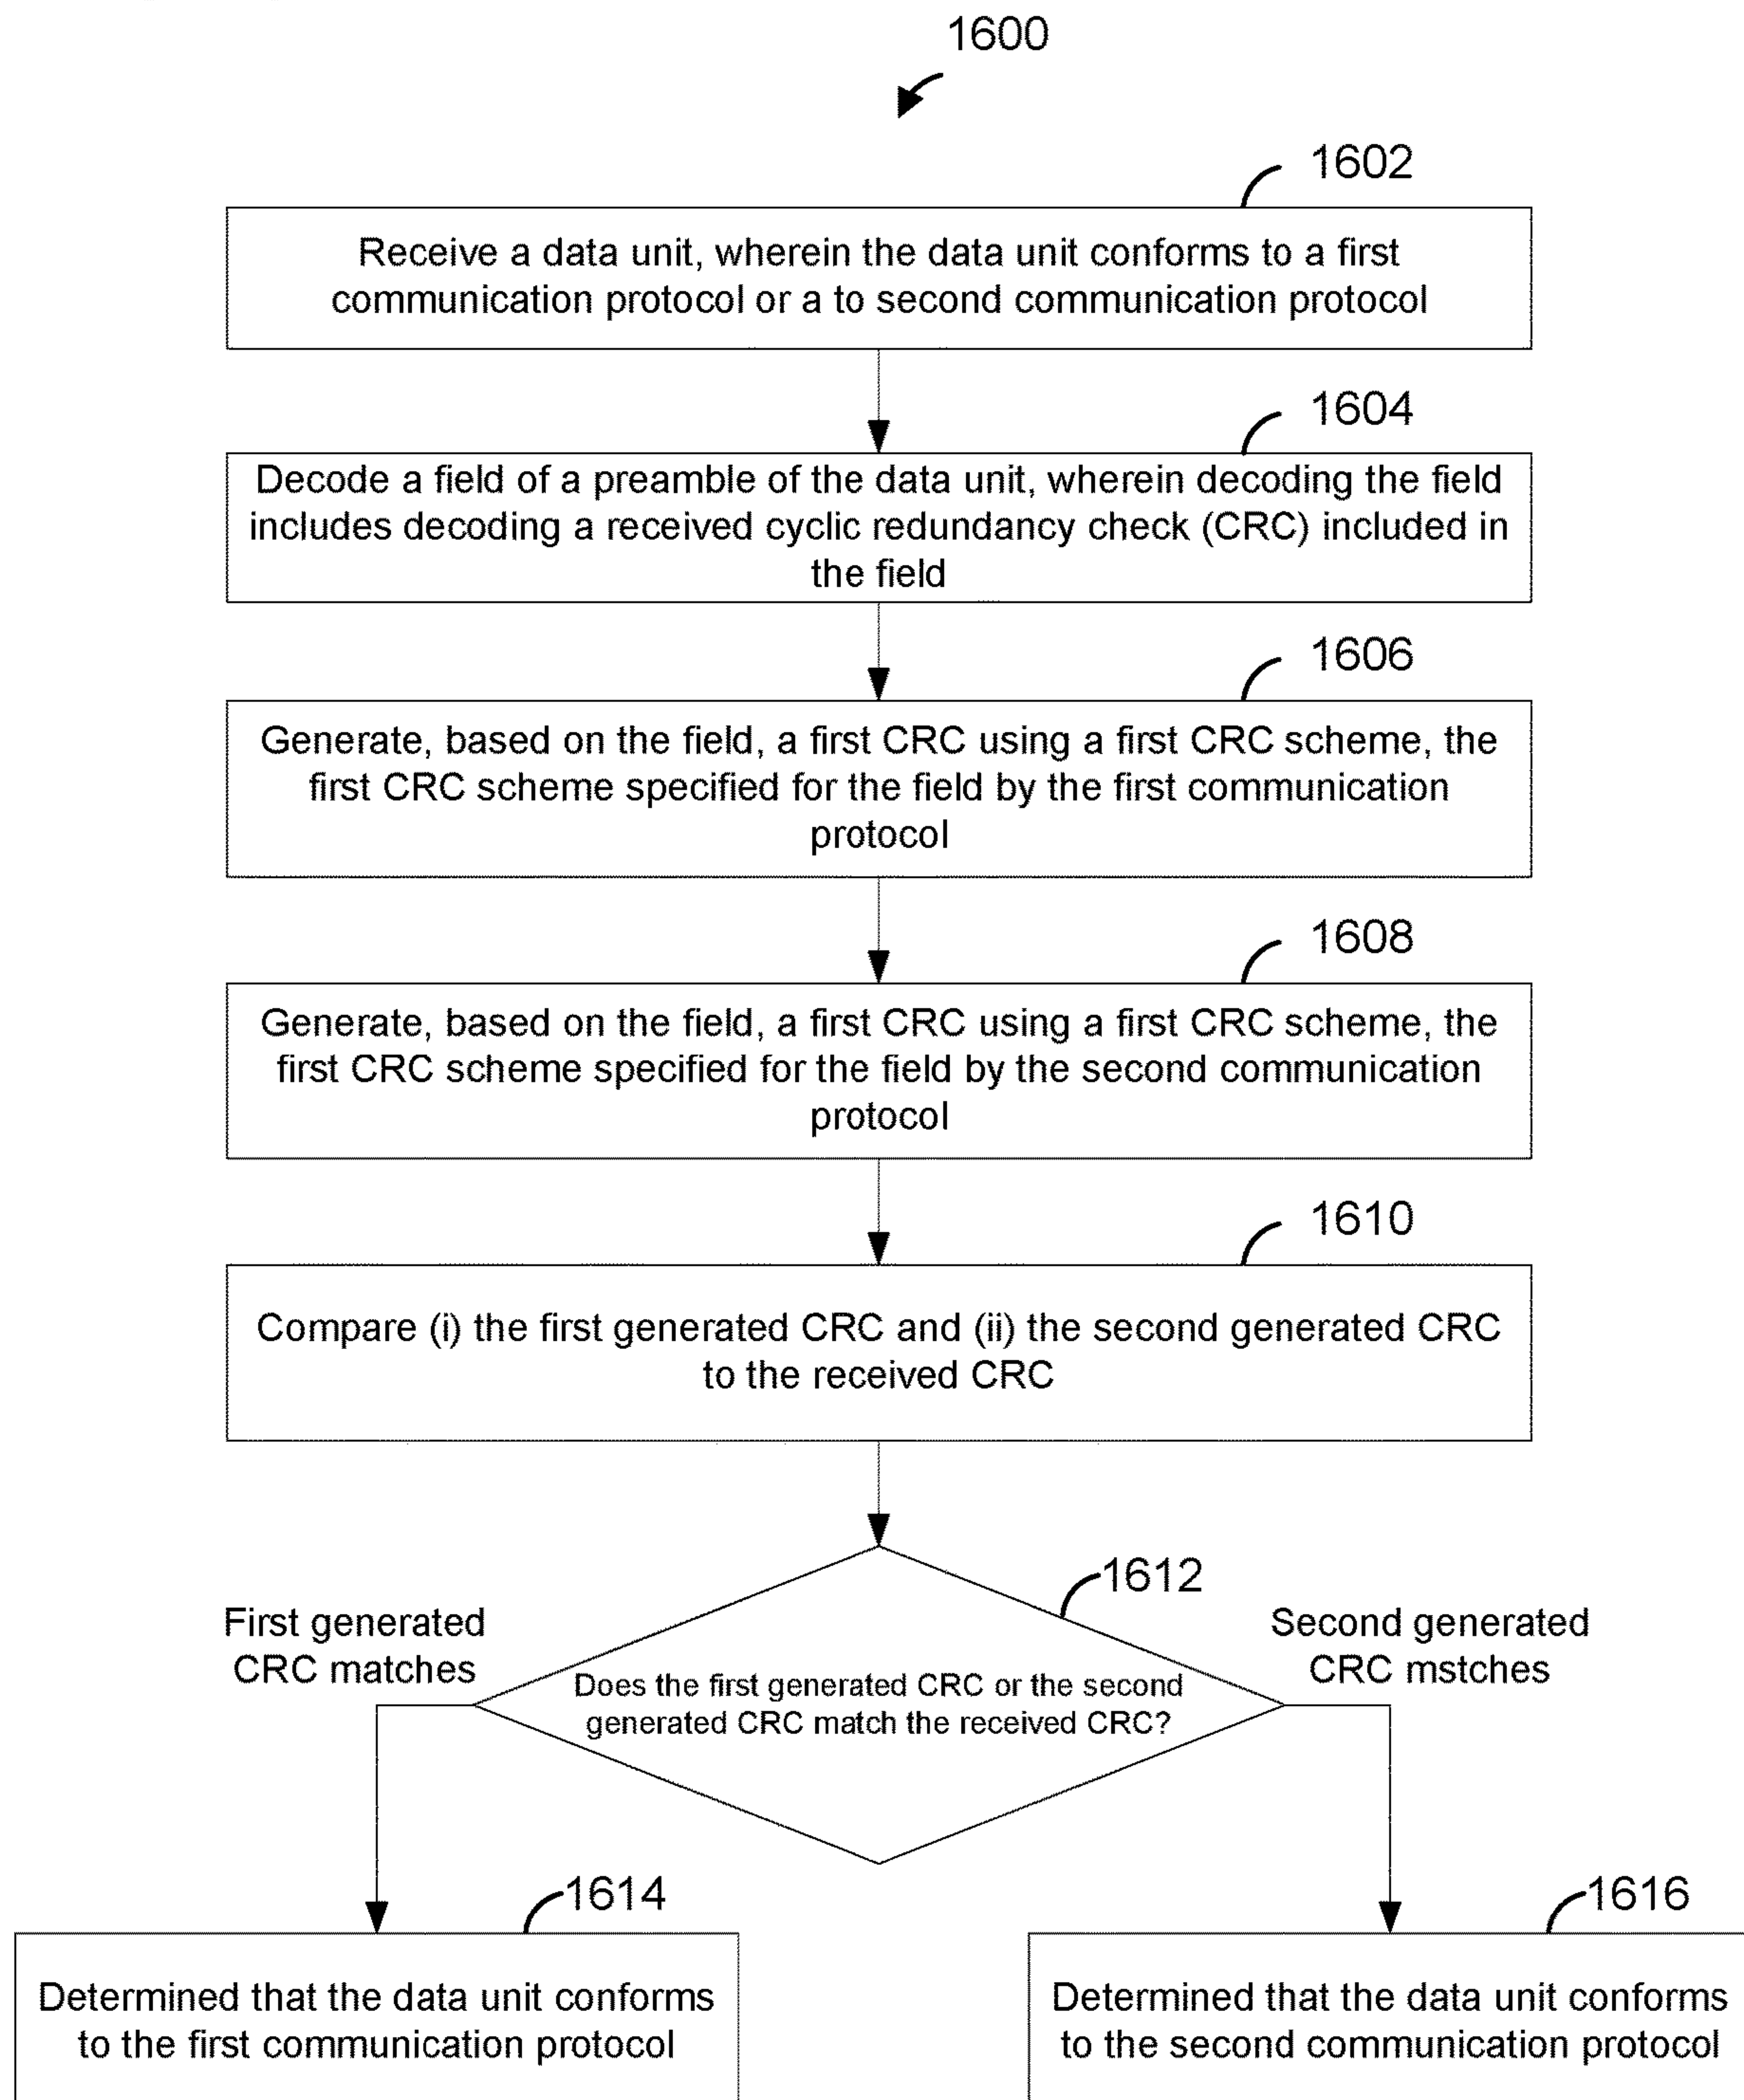 1600
1602
Receive a data unit, wherein the data unit conforms to a first
communication protocol or a to second communication protocol
1604
Decode a field of a preamble of the data unit, wherein decoding the field
includes decoding a received cyclic redundancy check (CRC) included in
the field
1606
Generate, based on the field, a first CRC using a first CRC scheme, the
first CRC scheme specified for the field by the first communication
protocol
1608
Generate, based on the field, a first CRC using a first CRC scheme, the
first CRC scheme specified for the field by the second communication
protocol
1610
Compare (i) the first generated CRC and (ii) the second generated CRC
to the received CRC
1612
First generated
CRC matches
Second generated
CRC mstches
Does the first generated CRC or the second
generated CRC match the received CRC?
1614
Determined that the data unit conforms
to the first communication protocol
1616
Determined that the data unit conforms
to the second communication protocol